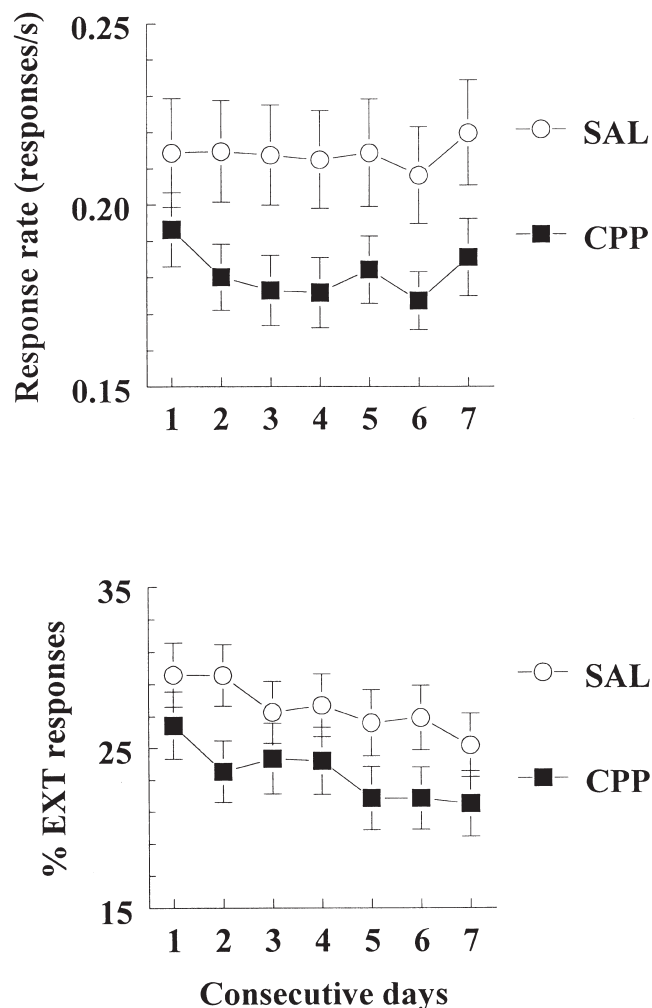 Response rate (responses/s)
0.25
0.20
0.15
1 2 3 4 5 6 7
SAL
CPP
% EXT responses
35
25
15
1 2 3 4 5 6 7
Consecutive days
SAL
CPP